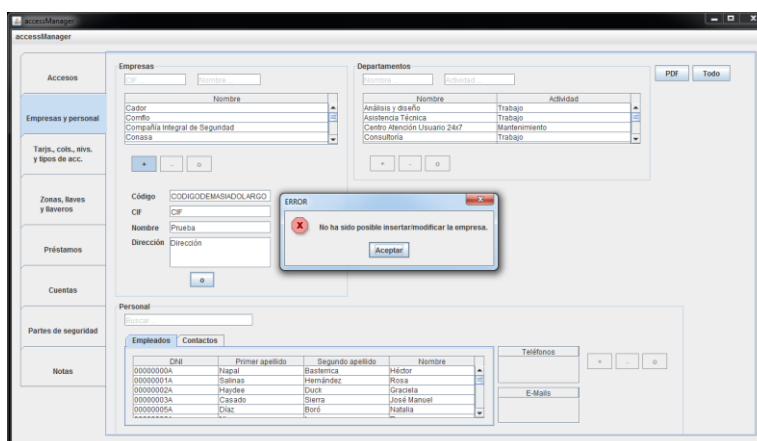 accessManager
accessManager
Accesos
Empresas y personal
Tarjs., cols., nivs.
y tipos de acc.
Zonas, llaves
y llaveros
Préstamos
Cuentas
Partes de seguridad
Notas
Empresas
CIF
Nombre
Nombre
Cador
Comflo
Compañía Integral de Seguridad
Conasa
+ - o
Departamentos
Nombre
Actividad
Nombre Actividad
Análisis y diseño Trabajo
Asistencia Técnica Trabajo
Centro Atención Usuario 24x7 Mantenimiento
Consultoría Trabajo
+ - o
PDF Todo
Código CODIGODEMASIADOLARGO
CIF CIF
Nombre Prueba
Dirección Dirección
o
ERROR
No ha sido posible insertar/modificar la empresa.
Aceptar
Personal
Buscar
Empleados Contactos
DNI Primer apellido Segundo apellido Nombre
00000000A Napal Basterrica Héctor
00000001A Salinas Hernández Rosa
00000002A Haydee Duck Graciela
00000003A Casado Sierra José Manuel
00000005A Díaz Boró Natalia
Teléfonos
E-Mails
+ - o